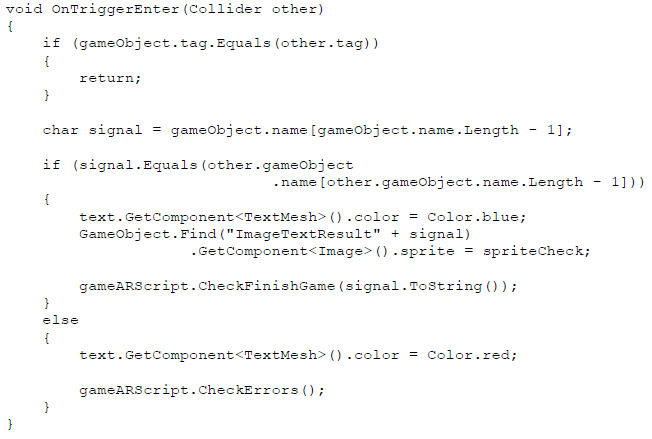 void OnTriggerEnter(Collider other)
{
    if (gameObject.tag.Equals(other.tag))
    {
        return;
    }

    char signal = gameObject.name[gameObject.name.Length - 1];

    if (signal.Equals(other.gameObject
                              .name[other.gameObject.name.Length - 1]))
    {
        text.GetComponent<TextMesh>().color = Color.blue;
        GameObject.Find("ImageTextResult" + signal)
                     .GetComponent<Image>().sprite = spriteCheck;

        gameARScript.CheckFinishGame(signal.ToString());
    }
    else
    {
        text.GetComponent<TextMesh>().color = Color.red;

        gameARScript.CheckErrors();
    }
}